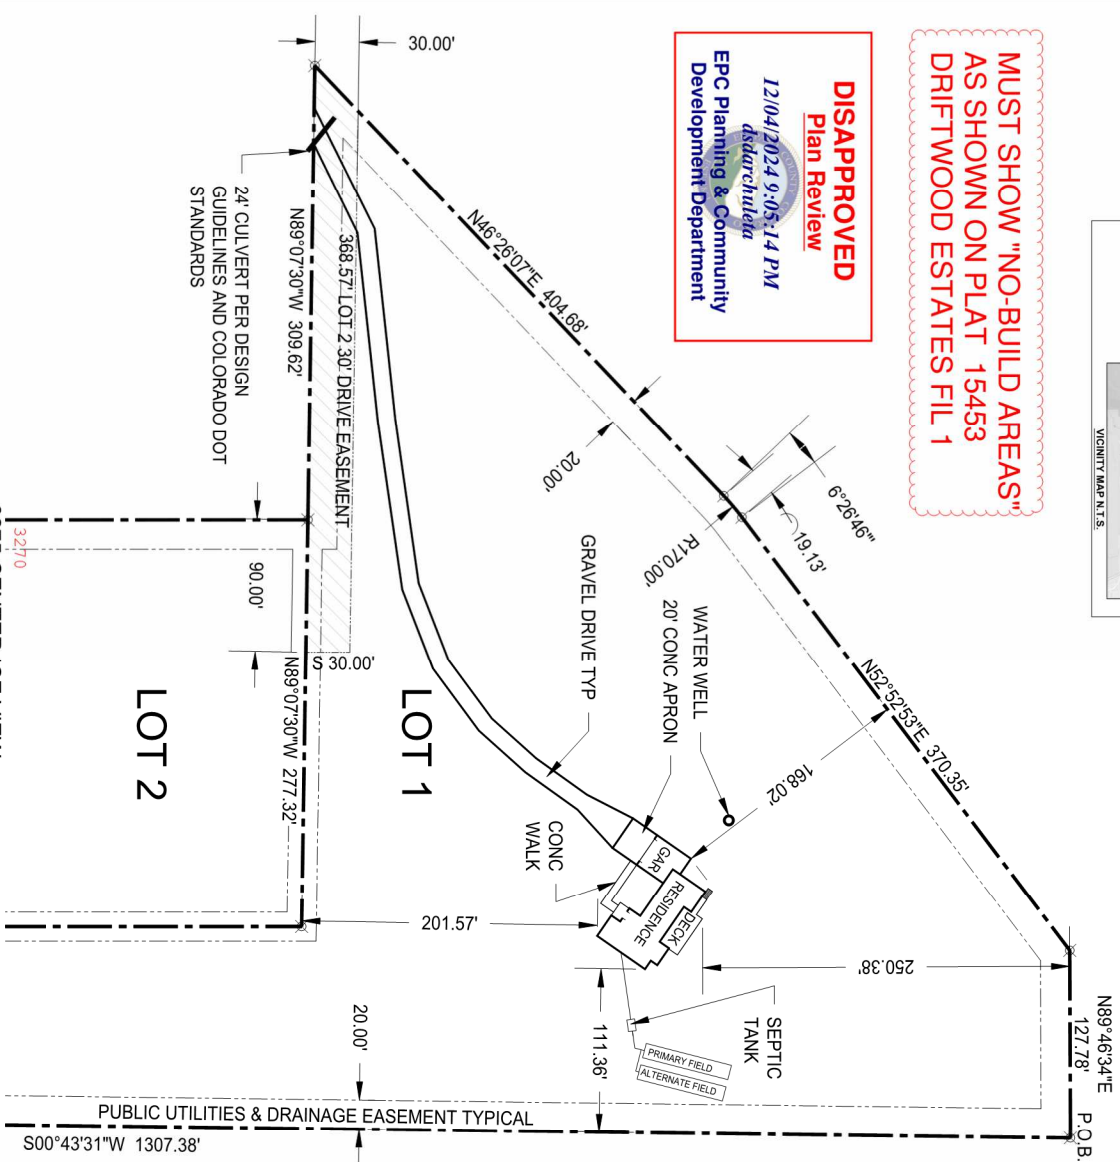 MUST SHOW "NO-BUILD AREAS"
AS SHOWN ON PLAT 15453
DRIFTWOOD ESTATES FIL 1
DISAPPROVED
Plan Review
12/04/2024 9:05:14 PM
dsdarchuleta
EPC Planning & Community
Development Department
VICINITY MAP N.T.S.
30.00'
N46°26'07"E 404.68'
20.00'
6°26'46"
19.13'
R170.00'
N52°52'53"E 370.35'
168.02'
N89°46'34"E
127.78'
P.O.B.
250.38'
WATER WELL
20' CONC APRON
GRAVEL DRIVE TYP
GAR
RESIDENCE
DECK
CONC
WALK
SEPTIC
TANK
PRIMARY FIELD
ALTERNATE FIELD
111.36'
201.57'
368.57' LOT 2 30' DRIVE EASEMENT
N89°07'30"W 309.62'
24' CULVERT PER DESIGN
GUIDELINES AND COLORADO DOT
STANDARDS
LOT 1
S 30.00'
N89°07'30"W 277.32'
90.00'
LOT 2
3270
20.00'
PUBLIC UTILITIES & DRAINAGE EASEMENT TYPICAL
S00°43'31"W 1307.38'